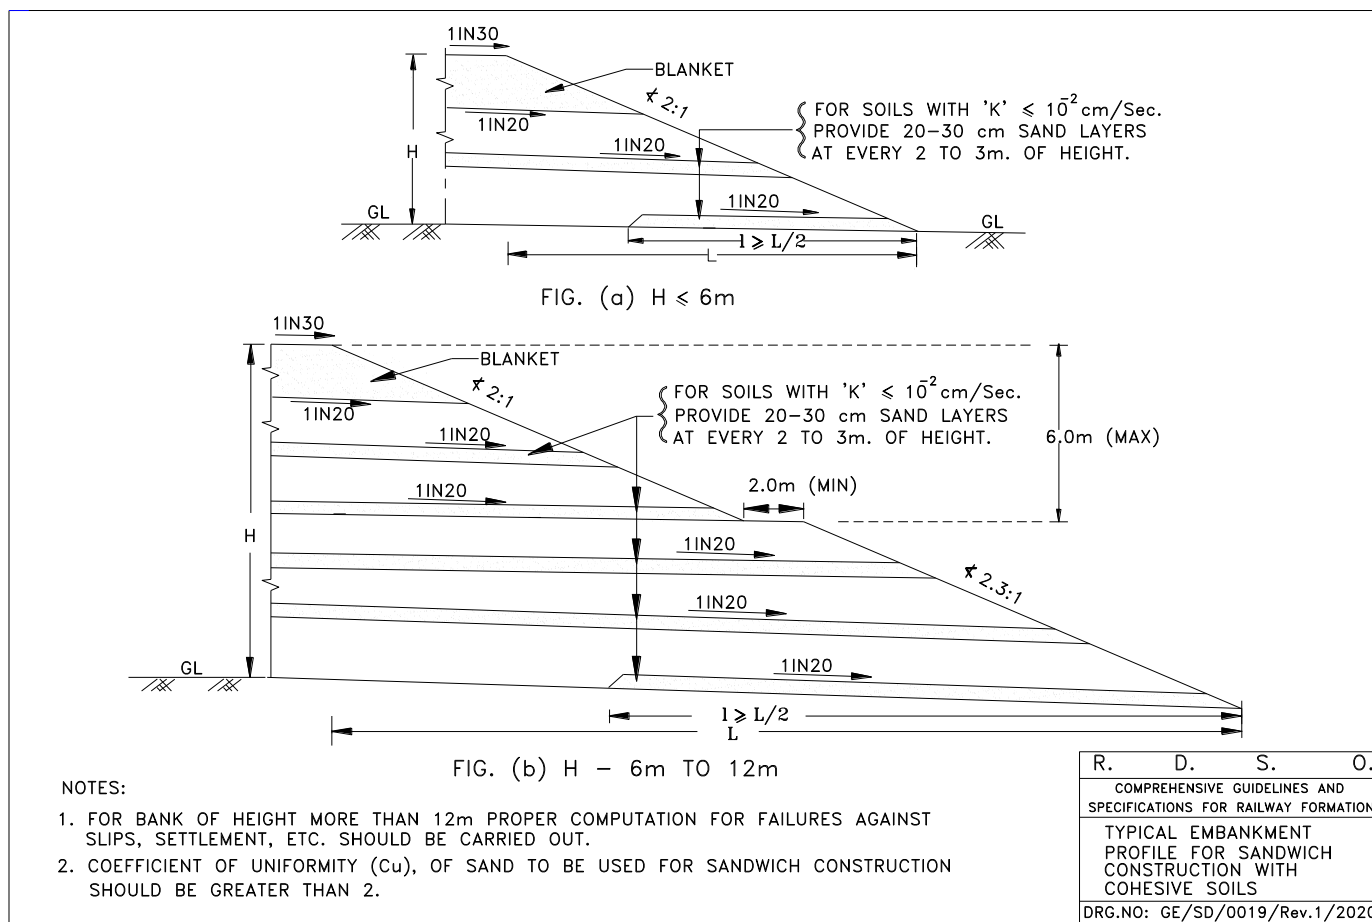 1IN30
BLANKET
∡ 2:1
1IN20
FOR SOILS WITH 'K' ⩽ 10⁻² cm/Sec.
PROVIDE 20-30 cm SAND LAYERS
AT EVERY 2 TO 3m. OF HEIGHT.
H
1IN20
1IN20
GL
GL
l ⩾ L/2
L
FIG. (a) H ⩽ 6m
1IN30
BLANKET
∡ 2:1
FOR SOILS WITH 'K' ⩽ 10⁻² cm/Sec.
PROVIDE 20-30 cm SAND LAYERS
AT EVERY 2 TO 3m. OF HEIGHT.
1IN20
1IN20
6.0m (MAX)
2.0m (MIN)
1IN20
H
1IN20
∡ 2.3:1
1IN20
GL
1IN20
l ⩾ L/2
L
FIG. (b) H - 6m TO 12m
NOTES:
1. FOR BANK OF HEIGHT MORE THAN 12m PROPER COMPUTATION FOR FAILURES AGAINST
SLIPS, SETTLEMENT, ETC. SHOULD BE CARRIED OUT.
2. COEFFICIENT OF UNIFORMITY (Cu), OF SAND TO BE USED FOR SANDWICH CONSTRUCTION
SHOULD BE GREATER THAN 2.
R. D. S. O.
COMPREHENSIVE GUIDELINES AND
SPECIFICATIONS FOR RAILWAY FORMATION
TYPICAL EMBANKMENT
PROFILE FOR SANDWICH
CONSTRUCTION WITH
COHESIVE SOILS
DRG.NO: GE/SD/0019/Rev.1/2020